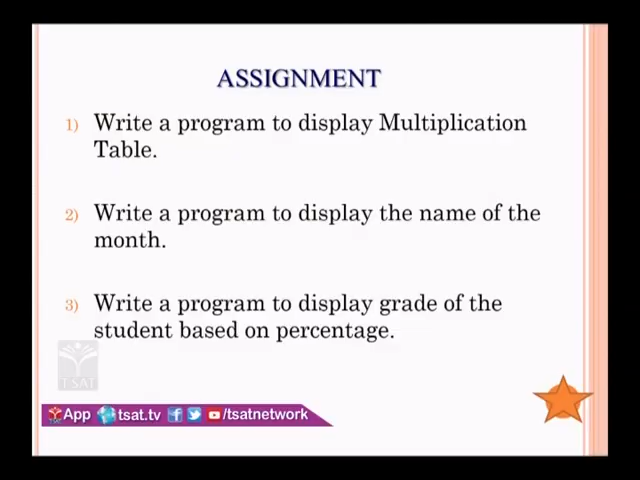 ASSIGNMENT
1) Write a program to display Multiplication
Table.
2) Write a program to display the name of the
month.
3) Write a program to display grade of the
student based on percentage.
T SAT
App tsat.tv /tsatnetwork